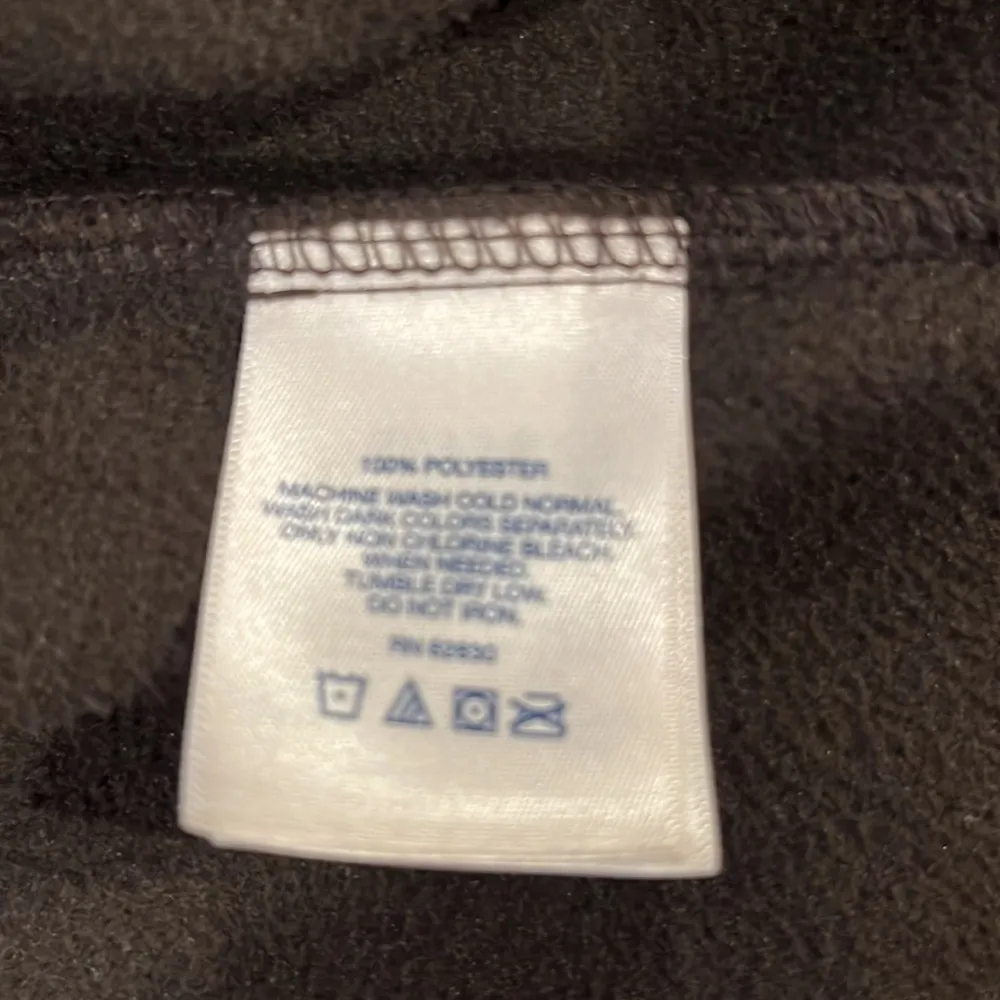 100% POLYESTER
MACHINE WASH COLD NORMAL.
WASH DARK COLORS SEPARATELY.
ONLY NON CHLORINE BLEACH
WHEN NEEDED.
TUMBLE DRY LOW.
DO NOT IRON.
RN